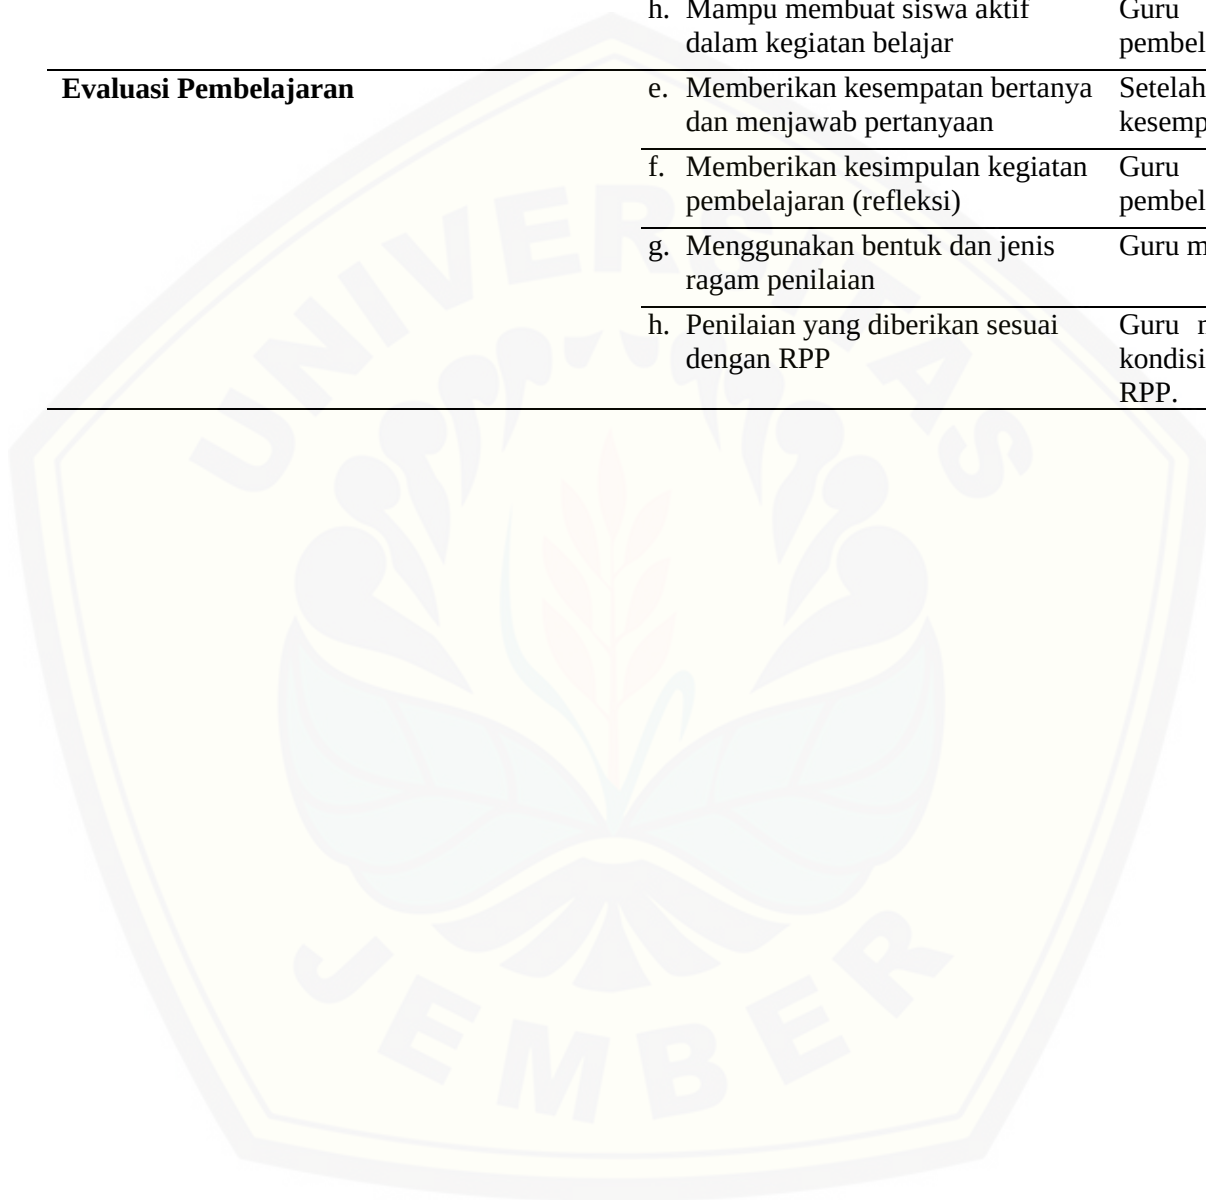 h. Mampu membuat siswa aktif
dalam kegiatan belajar
Guru
Evaluasi Pembelajaran
e. Memberikan kesempatan bertanya
dan menjawab pertanyaan
Setelah
f. Memberikan kesimpulan kegiatan
pembelajaran (refleksi)
Guru
g. Menggunakan bentuk dan jenis
ragam penilaian
Guru
h. Penilaian yang diberikan sesuai
dengan RPP
Guru
kondisi
RPP.
UNIVERSITAS
JEMBER